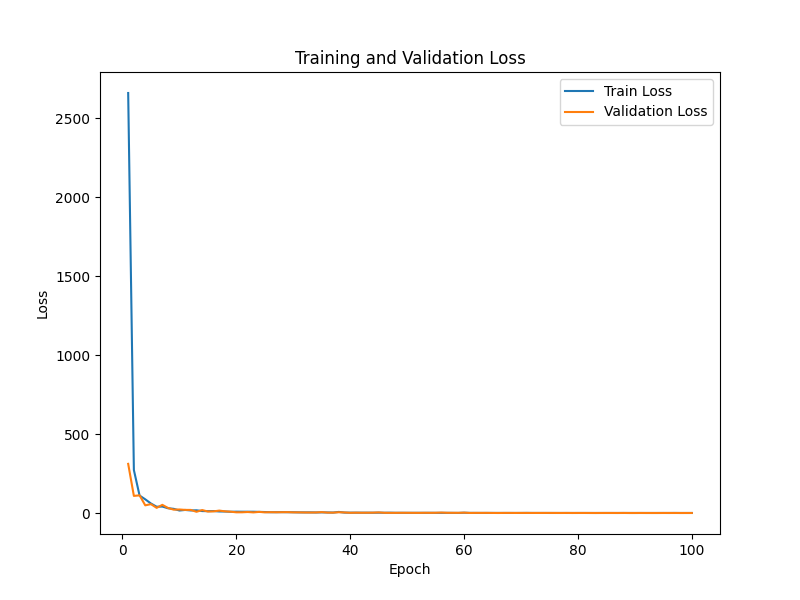 Training and Validation Loss
Train Loss
Validation Loss
2500
2000
1500
1000
500
0
Loss
0 20 40 60 80 100
Epoch